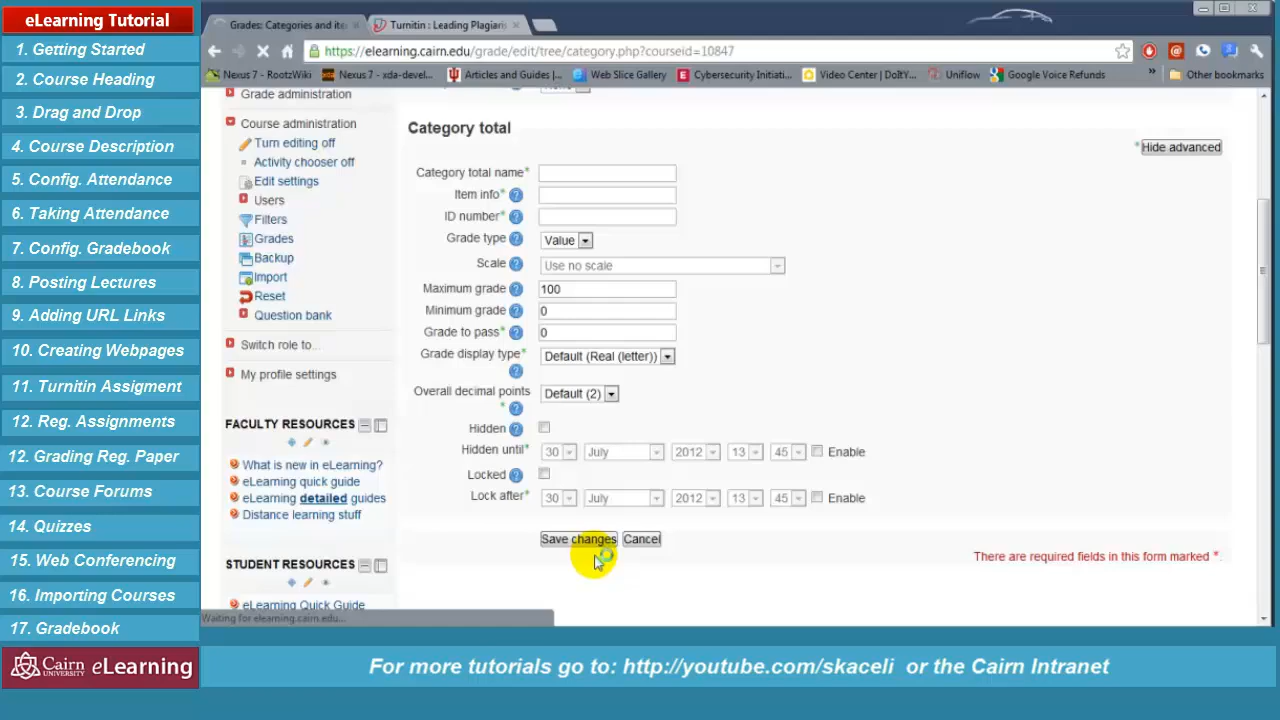 eLearning Tutorial
1. Getting Started
2. Course Heading
3. Drag and Drop
4. Course Description
5. Config. Attendance
6. Taking Attendance
7. Config. Gradebook
8. Posting Lectures
9. Adding URL Links
10. Creating Webpages
11. Turnitin Assigment
12. Reg. Assignments
12. Grading Reg. Paper
13. Course Forums
14. Quizzes
15. Web Conferencing
16. Importing Courses
17. Gradebook
Cairn UNIVERSITY eLearning
Grades: Categories and ite
Turnitin : Leading Plagiaris
https://elearning.cairn.edu/grade/edit/tree/category.php?courseid=10847
Nexus 7 - RootzWiki
Nexus 7 - xda-devel...
Articles and Guides |...
Web Slice Gallery
Cybersecurity Initiati...
Video Center | DoItY...
Uniflow
Google Voice Refunds
»
Other bookmarks
Grade administration
Course administration
Turn editing off
Activity chooser off
Edit settings
Users
Filters
Grades
Backup
Import
Reset
Question bank
Switch role to...
My profile settings
FACULTY RESOURCES
What is new in eLearning?
eLearning quick guide
eLearning detailed guides
Distance learning stuff
STUDENT RESOURCES
eLearning Quick Guide
Waiting for elearning.cairn.edu...
Category total
* Hide advanced
Category total name*
Item info*
ID number*
Grade type Value
Scale Use no scale
Maximum grade 100
Minimum grade 0
Grade to pass* 0
Grade display type* Default (Real (letter))
Overall decimal points * Default (2)
Hidden
Hidden until* 30 July 2012 13 45 Enable
Locked
Lock after* 30 July 2012 13 45 Enable
Save changes Cancel
There are required fields in this form marked *.
For more tutorials go to: http://youtube.com/skaceli or the Cairn Intranet